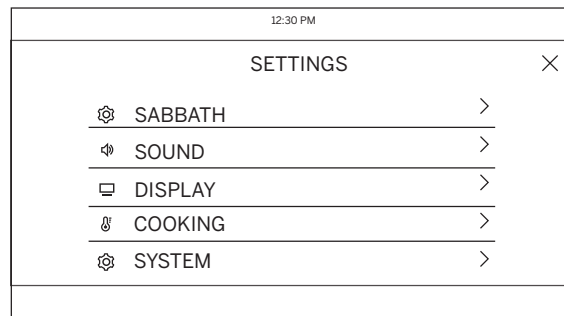 12:30 PM
SETTINGS
SABBATH
SOUND
DISPLAY
COOKING
SYSTEM